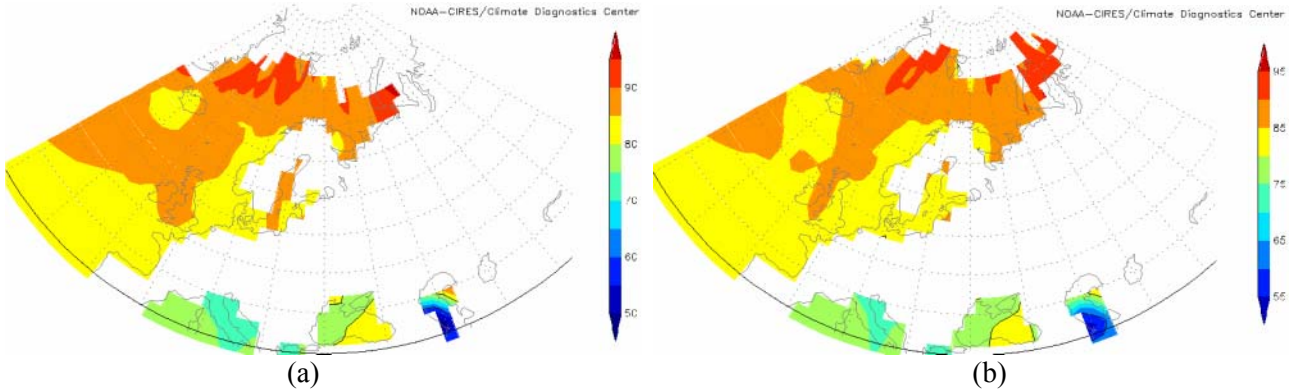 NOAA-CIRES/Climate Diagnostics Center
90
80
70
60
50
(a)
NOAA-CIRES/Climate Diagnostics Center
95
85
75
65
55
(b)